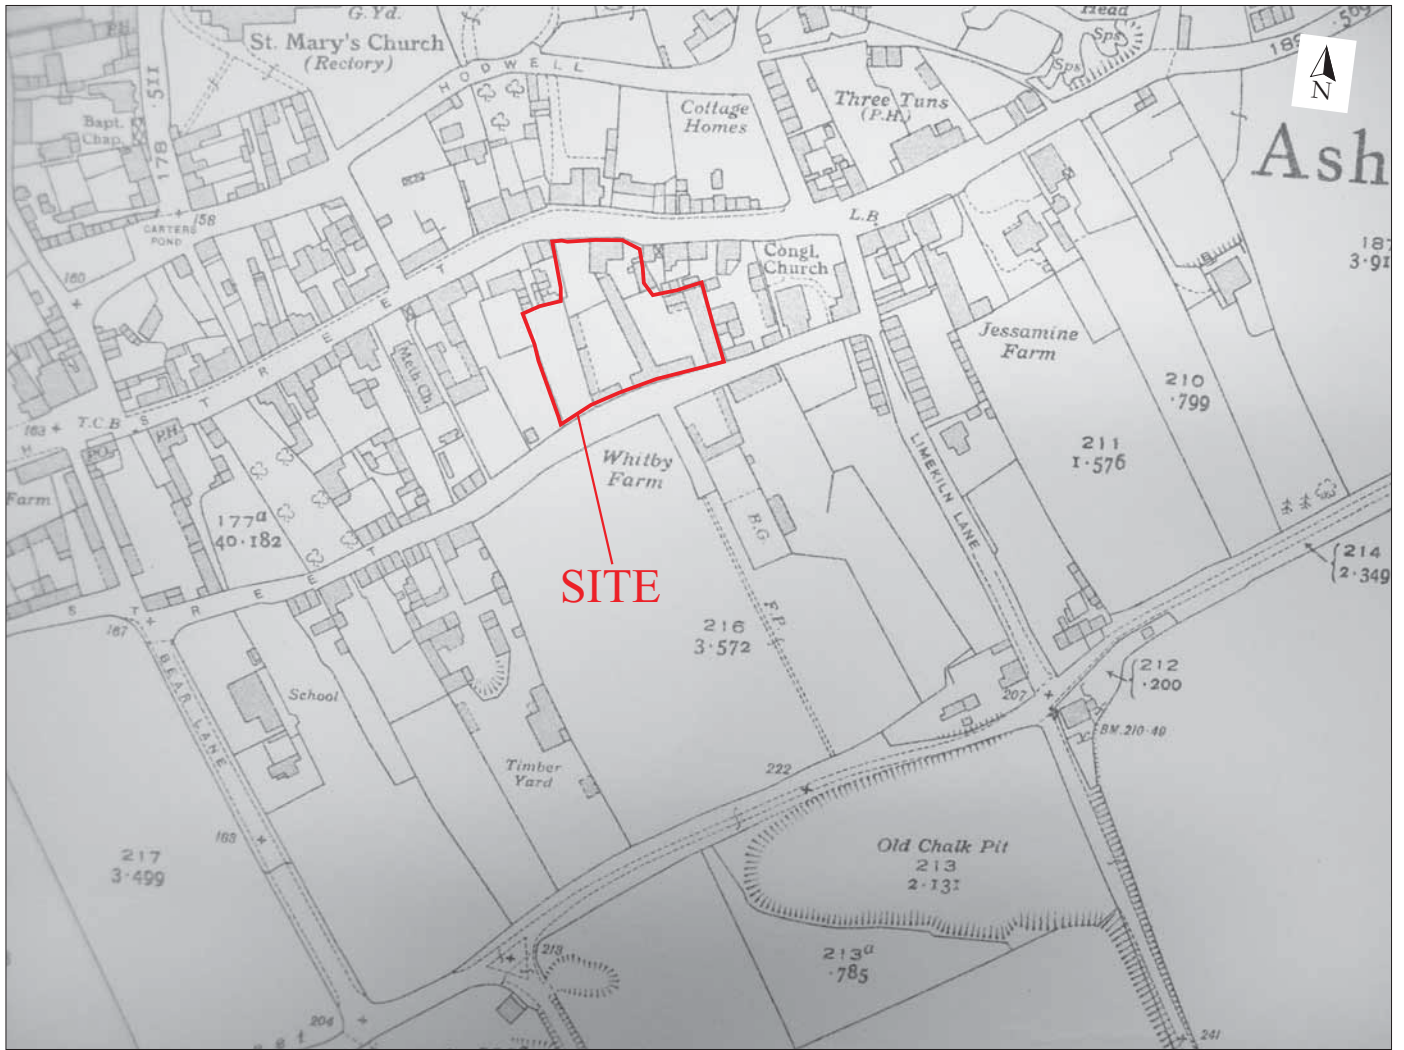 P.H.
G. Yd.
St. Mary's Church
(Rectory)
HODWELL
Head
Sps
Sps
189
.569
N
Ash
.511
178
Bapt.
Chap.
Cottage
Homes
Three Tuns
(P.H.)
158
CARTERS
POND
L.B.
Congl.
Church
187
3.91
160
STREET
Meth. Ch.
Jessamine
Farm
210
.799
211
1.576
163
H
T.C.B
P.O.
P.H.
Farm
Whitby
Farm
LIMEKILN LANE
177a
40.182
B.G.
214
2.349
SITE
STREET
167
F.P.
216
3.572
BEAR LANE
School
207
212
.200
B.M. 210.49
Timber
Yard
222
163
217
3.499
Old Chalk Pit
213
2.131
213
213a
.785
204
241